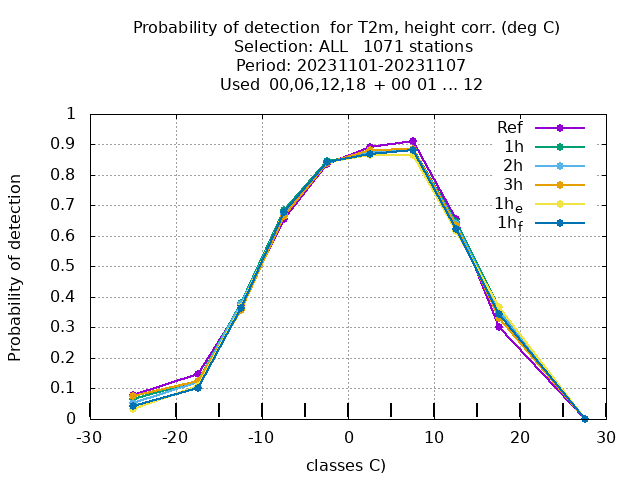 Probability of detection  for T2m, height corr. (deg C)
Selection: ALL   1071 stations
Period: 20231101-20231107
Used  00,06,12,18  + 00 01 ... 12
Probability of detection
1
0.9
0.8
0.7
0.6
0.5
0.4
0.3
0.2
0.1
0
Ref
1h
2h
3h
1he
1hf
-30 -20 -10 0 10 20 30
classes C)